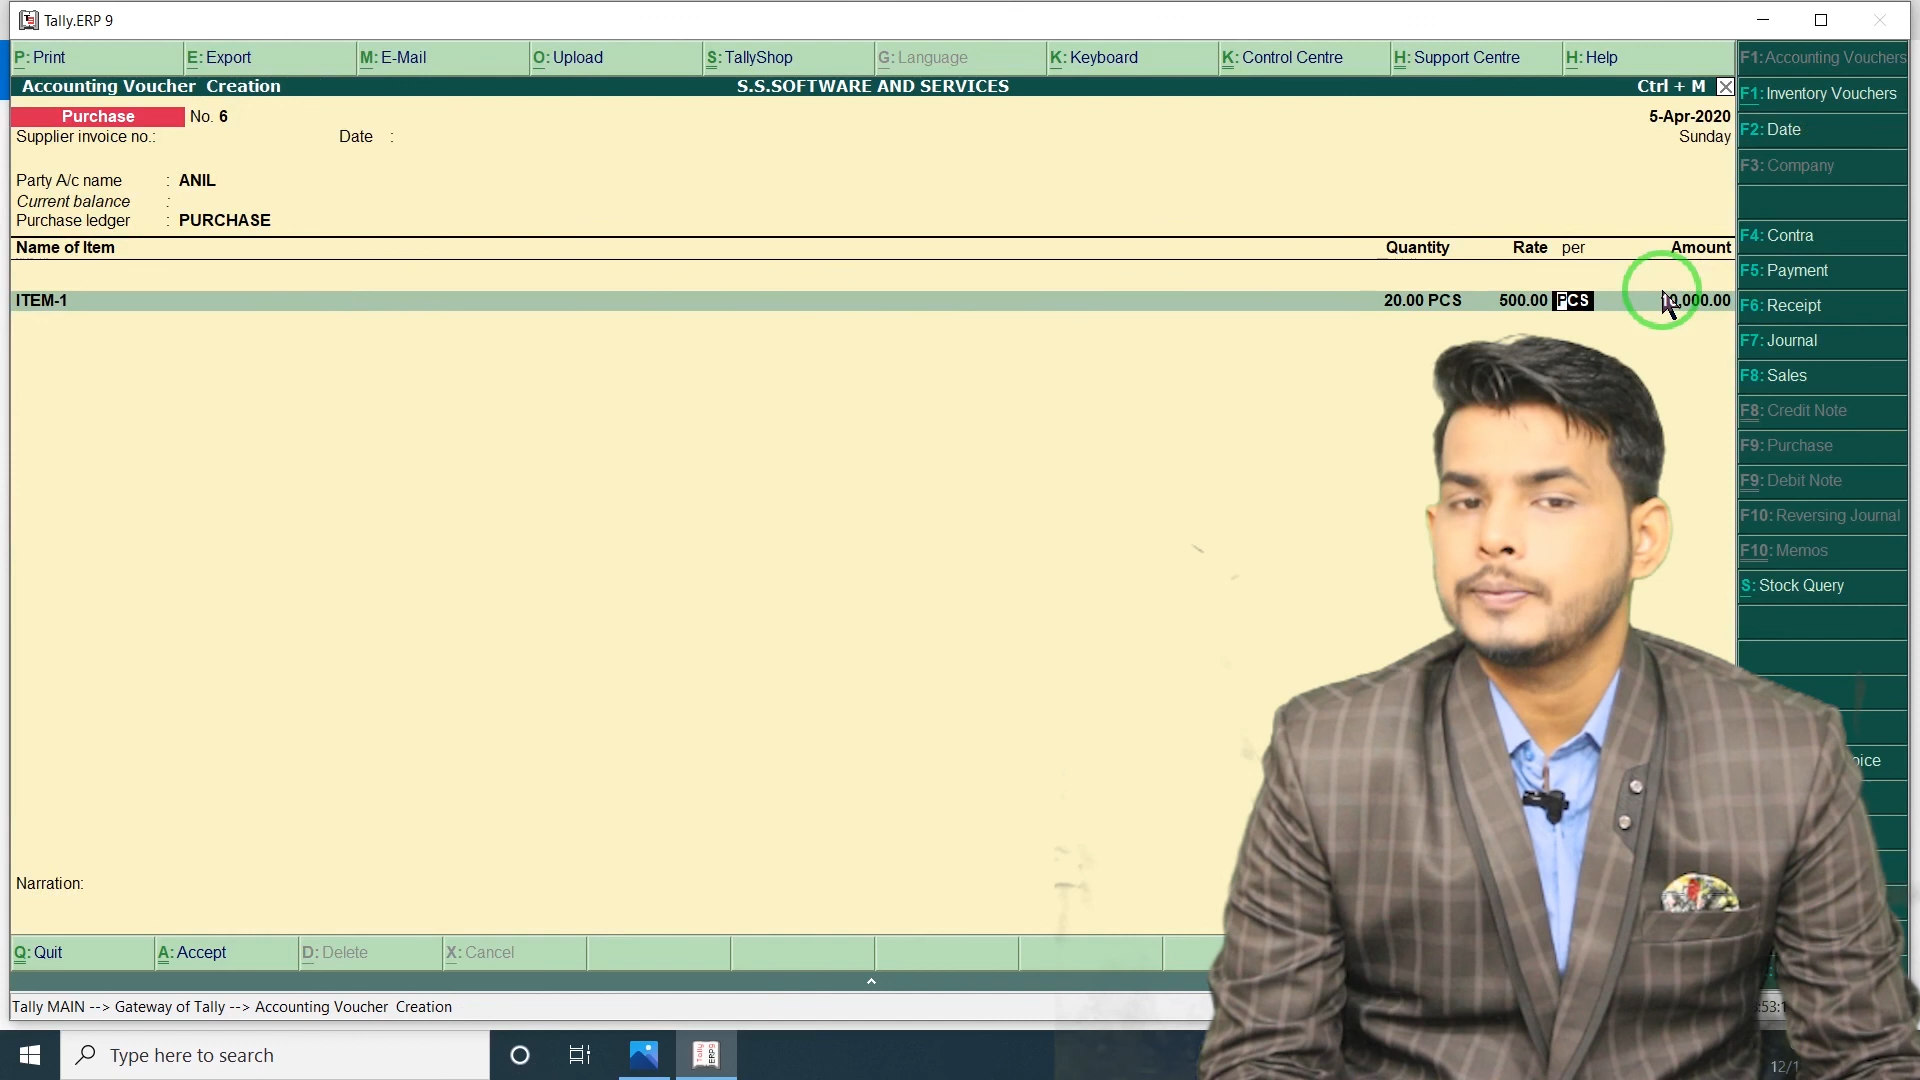 Tally.ERP 9
P: Print E: Export M: E-Mail O: Upload S: TallyShop G: Language K: Keyboard K: Control Centre H: Support Centre H: Help
Accounting Voucher Creation S.S.SOFTWARE AND SERVICES Ctrl + M
Purchase No. 6 5-Apr-2020
Supplier invoice no.: Date : Sunday
Party A/c name : ANIL
Current balance :
Purchase ledger : PURCHASE
Name of Item Quantity Rate per Amount
ITEM-1 20.00 PCS 500.00 PCS 10,000.00
Narration:
Q: Quit A: Accept D: Delete X: Cancel
Tally MAIN --> Gateway of Tally --> Accounting Voucher Creation
F1: Accounting Vouchers
F1: Inventory Vouchers
F2: Date
F3: Company
F4: Contra
F5: Payment
F6: Receipt
F7: Journal
F8: Sales
F8: Credit Note
F9: Purchase
F9: Debit Note
F10: Reversing Journal
F10: Memos
S: Stock Query
Type here to search